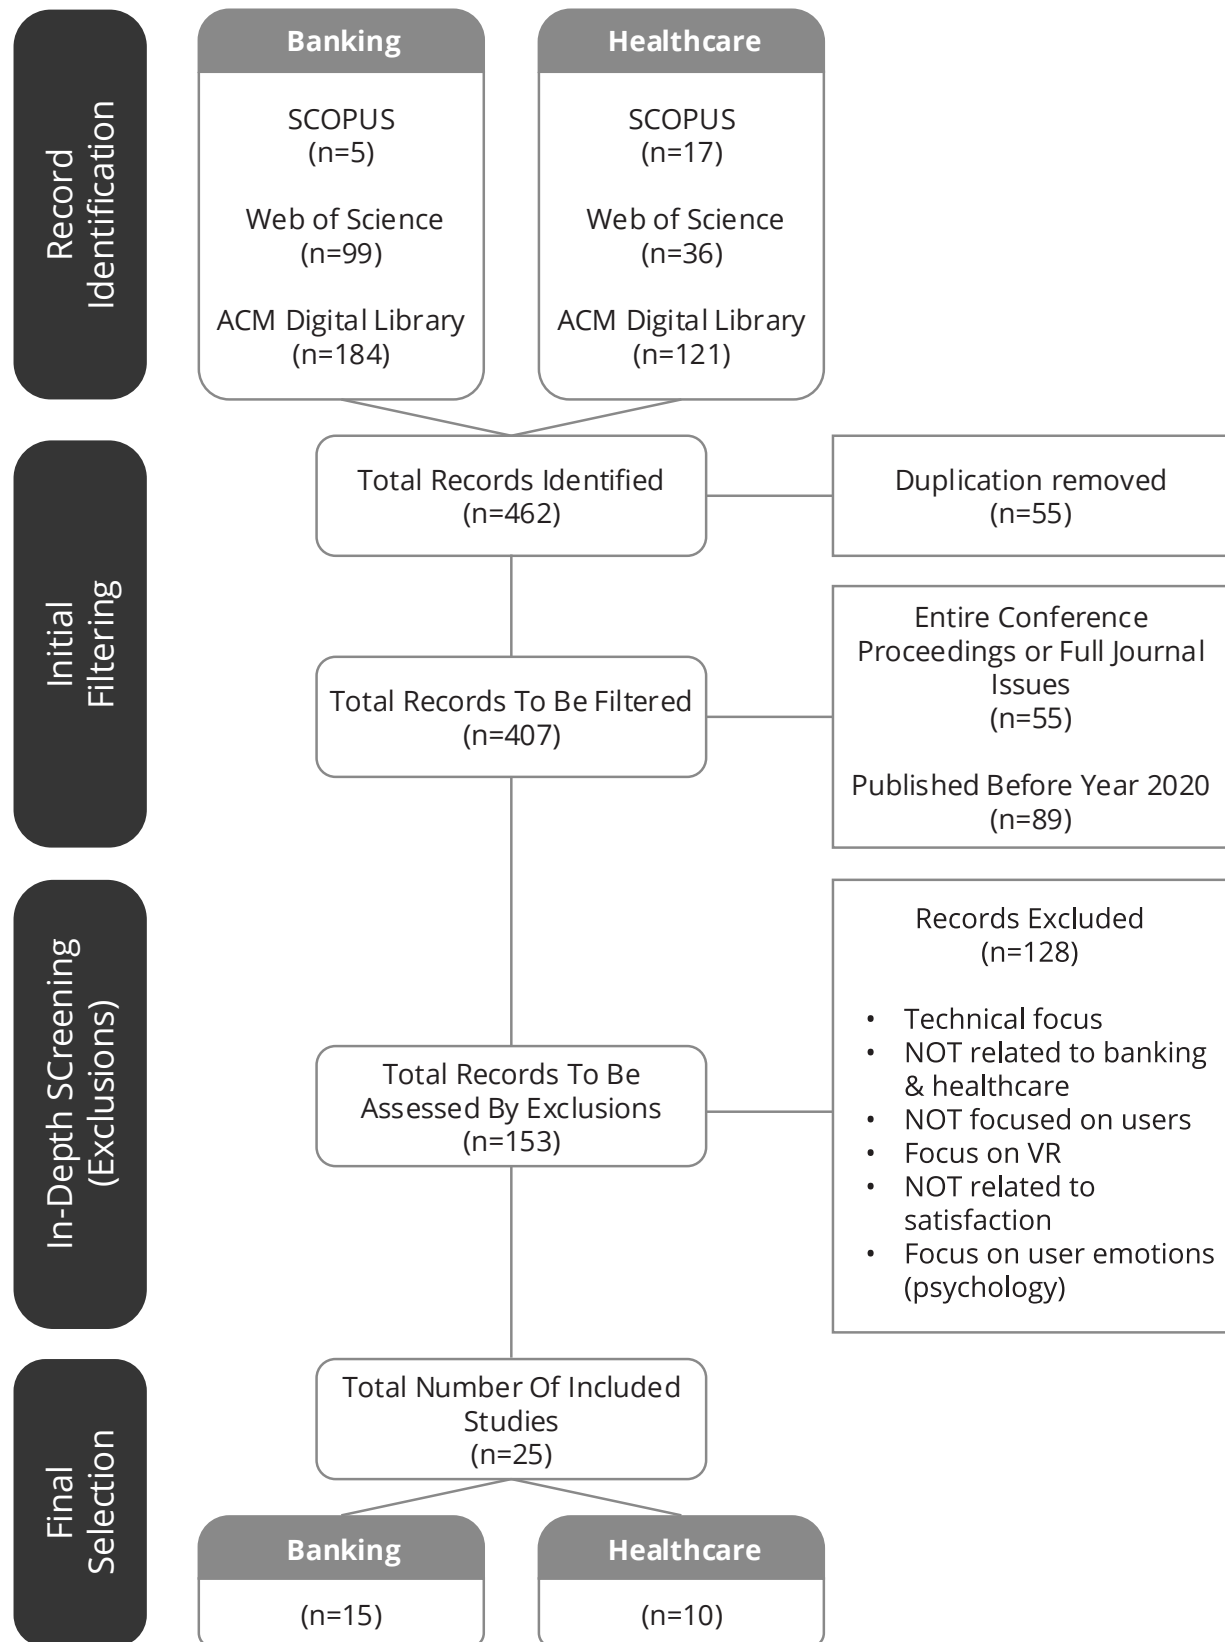 Record
Identification
Banking
SCOPUS
(n=5)
Web of Science
(n=99)
ACM Digital Library
(n=184)
Healthcare
SCOPUS
(n=17)
Web of Science
(n=36)
ACM Digital Library
(n=121)
Initial
Filtering
Total Records Identified
(n=462)
Duplication removed
(n=55)
Total Records To Be Filtered
(n=407)
Entire Conference
Proceedings or Full Journal
Issues
(n=55)
Published Before Year 2020
(n=89)
In-Depth SCreening
(Exclusions)
Total Records To Be
Assessed By Exclusions
(n=153)
Records Excluded
(n=128)
• Technical focus
• NOT related to banking
& healthcare
• NOT focused on users
• Focus on VR
• NOT related to
satisfaction
• Focus on user emotions
(psychology)
Final
Selection
Total Number Of Included
Studies
(n=25)
Banking
(n=15)
Healthcare
(n=10)